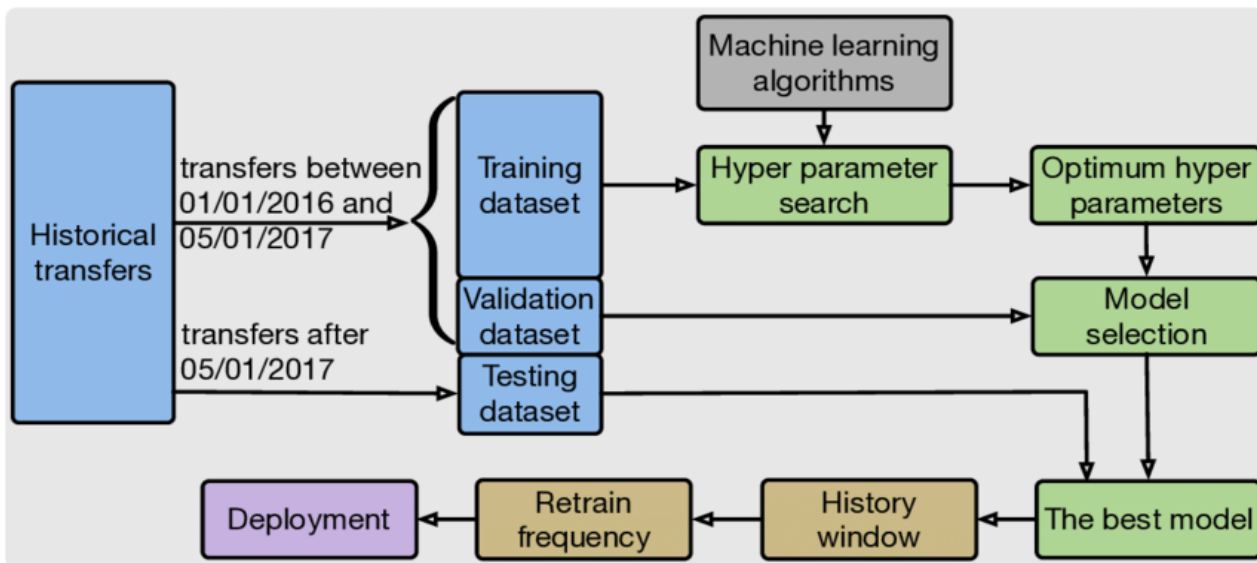 Machine learning
algorithms
Historical
transfers
transfers between
01/01/2016 and
05/01/2017
Training
dataset
Hyper parameter
search
Optimum hyper
parameters
Validation
dataset
Model
selection
transfers after
05/01/2017
Testing
dataset
Deployment
Retrain
frequency
History
window
The best model